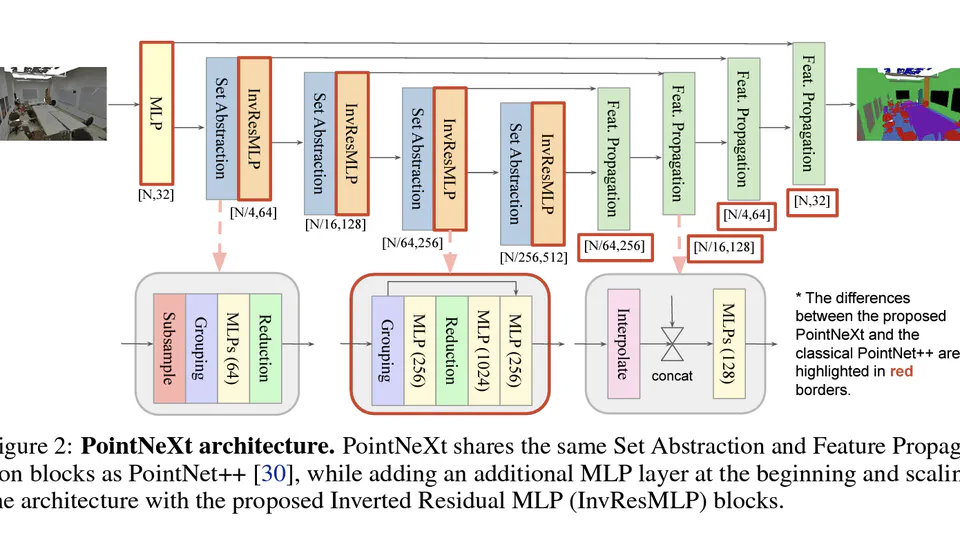 MLP
Set Abstraction
InvResMLP
Set Abstraction
InvResMLP
Set Abstraction
InvResMLP
Set Abstraction
InvResMLP
Feat. Propagation
Feat. Propagation
Feat. Propagation
Feat. Propagation
[N,32]
[N/4,64]
[N/16,128]
[N/64,256]
[N/256,512]
[N/64,256]
[N/16,128]
[N/4,64]
[N,32]
Subsample
Grouping
MLPs (64)
Reduction
Grouping
MLP (256)
Reduction
MLP (1024)
MLP (256)
Interpolate
concat
MLPs (128)
* The differences
between the proposed
PointNeXt and the
classical PointNet++ are
highlighted in red
borders.
igure 2: PointNeXt architecture. PointNeXt shares the same Set Abstraction and Feature Propag
on blocks as PointNet++ [30], while adding an additional MLP layer at the beginning and scalin
ne architecture with the proposed Inverted Residual MLP (InvResMLP) blocks.